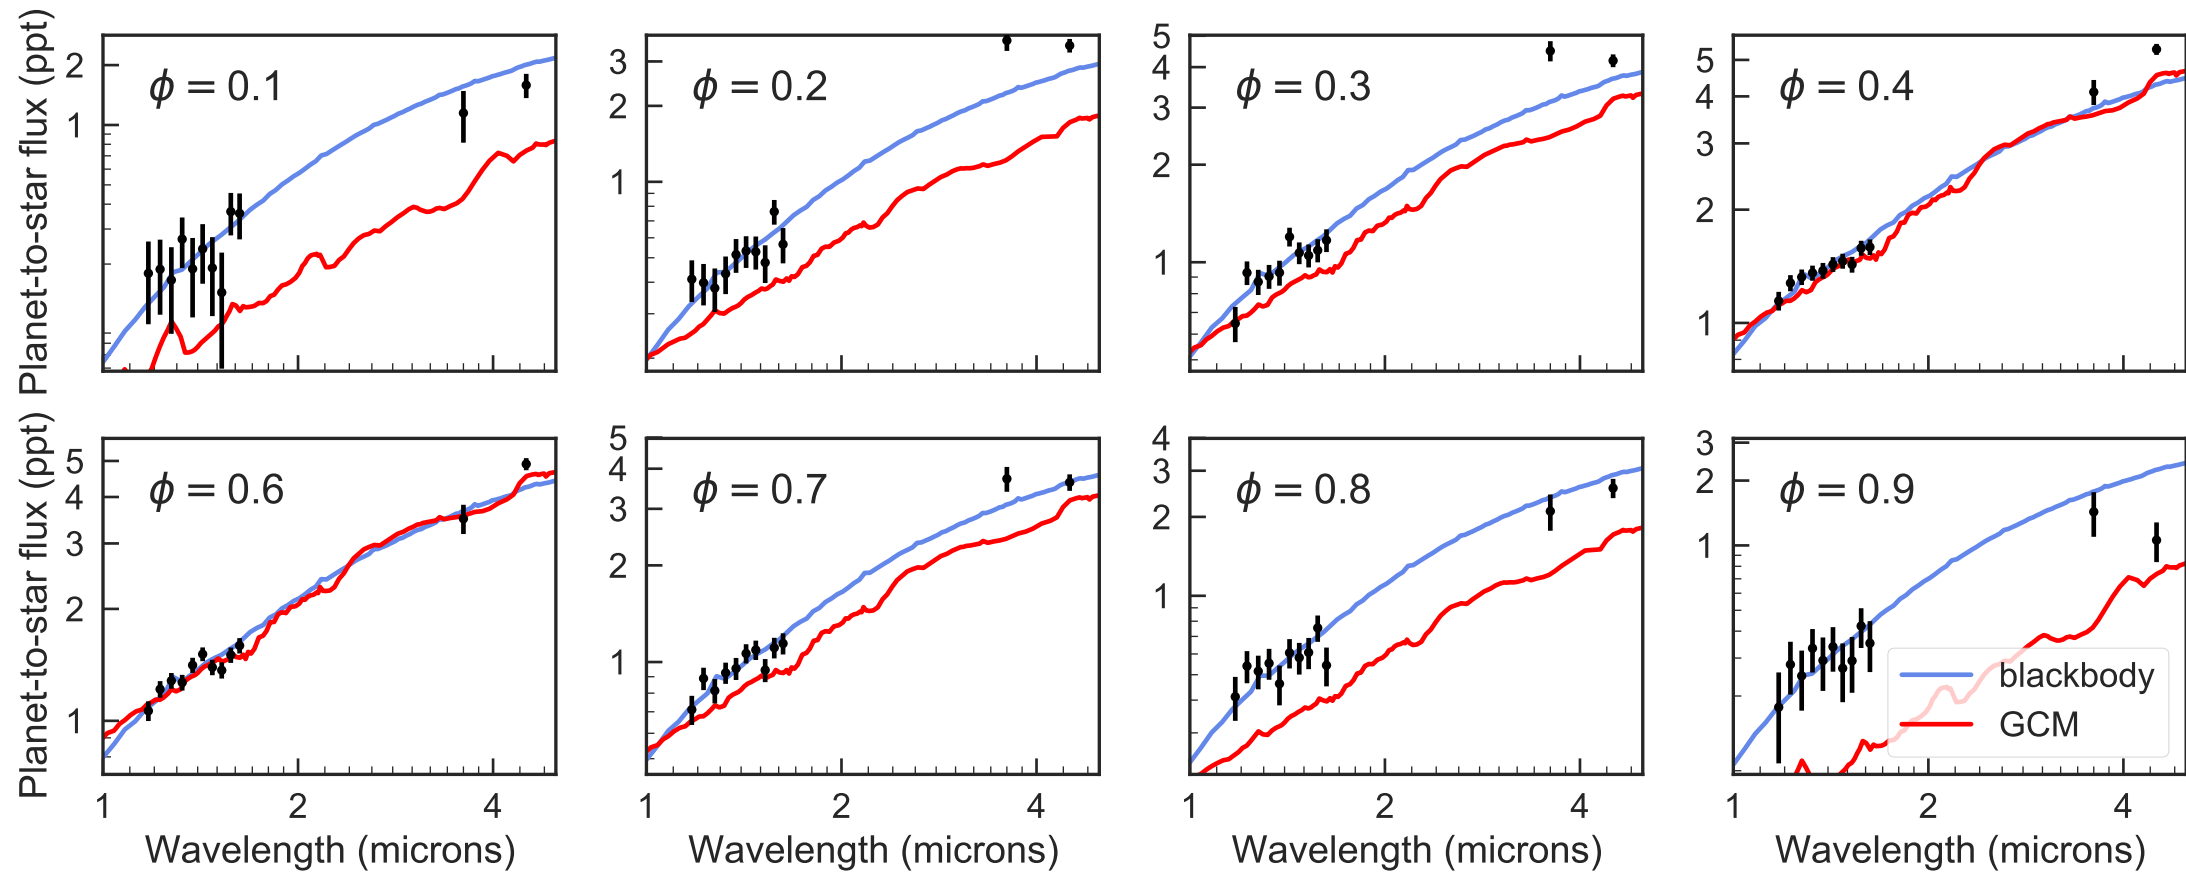 Planet-to-star flux (ppt)
2
1
ϕ = 0.1
3
2
1
ϕ = 0.2
5
4
3
2
1
ϕ = 0.3
5
4
3
2
1
ϕ = 0.4
Planet-to-star flux (ppt)
5
4
3
2
1
ϕ = 0.6
5
4
3
2
1
ϕ = 0.7
4
3
2
1
ϕ = 0.8
3
2
1
ϕ = 0.9
blackbody
GCM
1 2 4
1 2 4
1 2 4
1 2 4
Wavelength (microns)
Wavelength (microns)
Wavelength (microns)
Wavelength (microns)